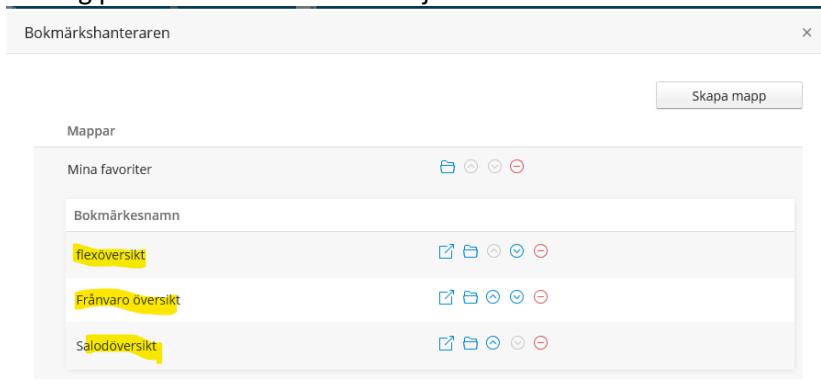 Bokmärkshanteraren
Skapa mapp
Mappar
Mina favoriter
Bokmärkesnamn
flexöversikt
Frånvaro översikt
Salodöversikt